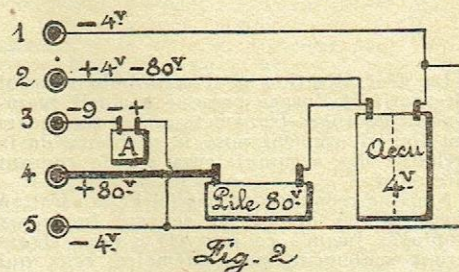 1 -4v
2 +4v -80v
3 -9 - +
A
4 +80v
Pile 80v
Accu
4v
5 -4v
Fig. 2